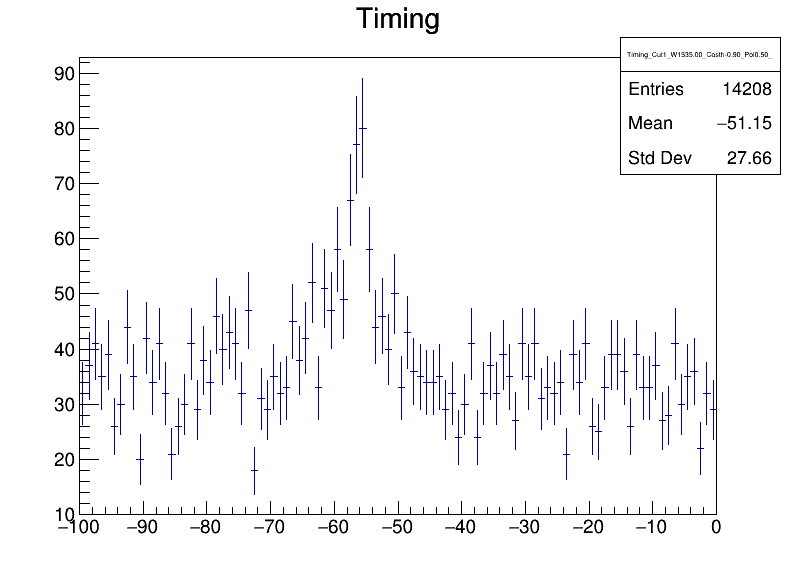 Timing
Timing_Cut1_W1535.00_Costh-0.90_Pol0.50_
Entries 14208
Mean −51.15
Std Dev 27.66
90
80
70
60
50
40
30
20
10
−100 −90 −80 −70 −60 −50 −40 −30 −20 −10 0